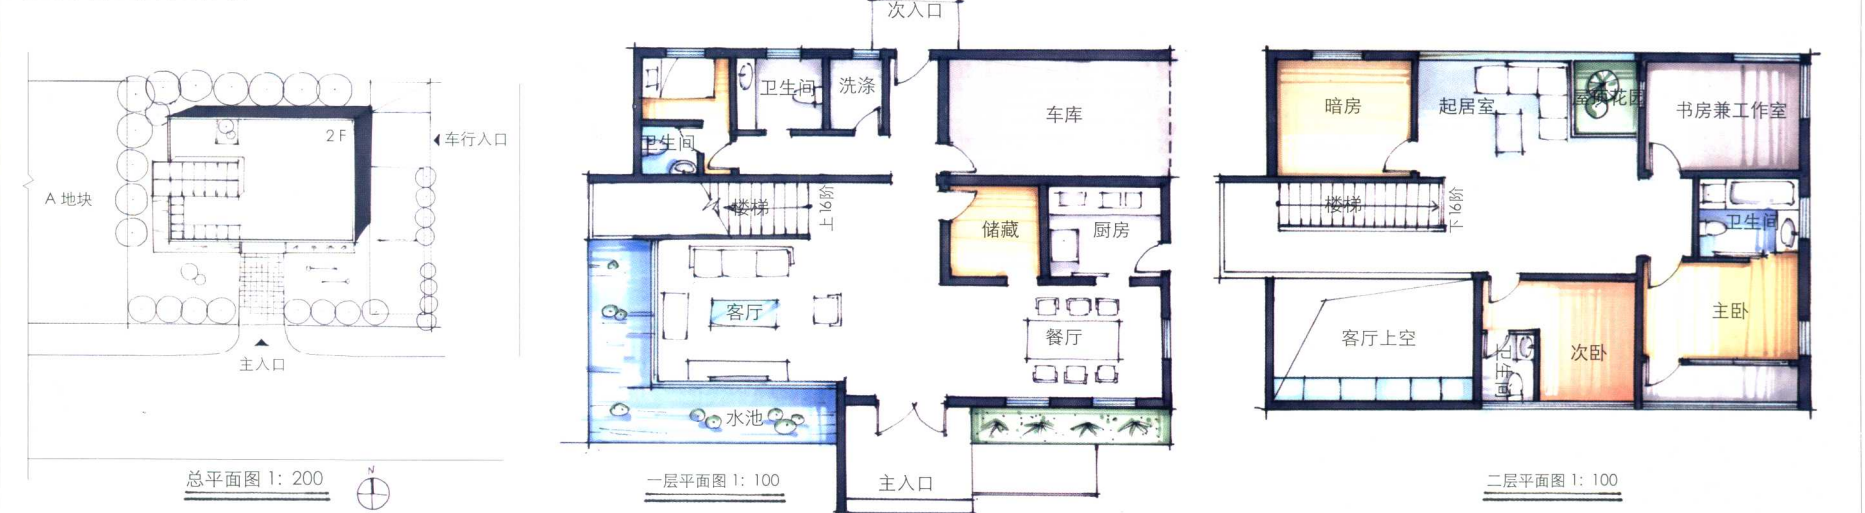 2F
车行入口
A 地块
主入口
总平面图 1：200
N
次入口
卫生间
洗涤
车库
卫生间
楼梯
上16阶
储藏
厨房
客厅
餐厅
水池
主入口
一层平面图 1：100
暗房
起居室
屋顶花园
书房兼工作室
楼梯
下16阶
卫生间
主卧
客厅上空
卫生间
次卧
二层平面图 1：100